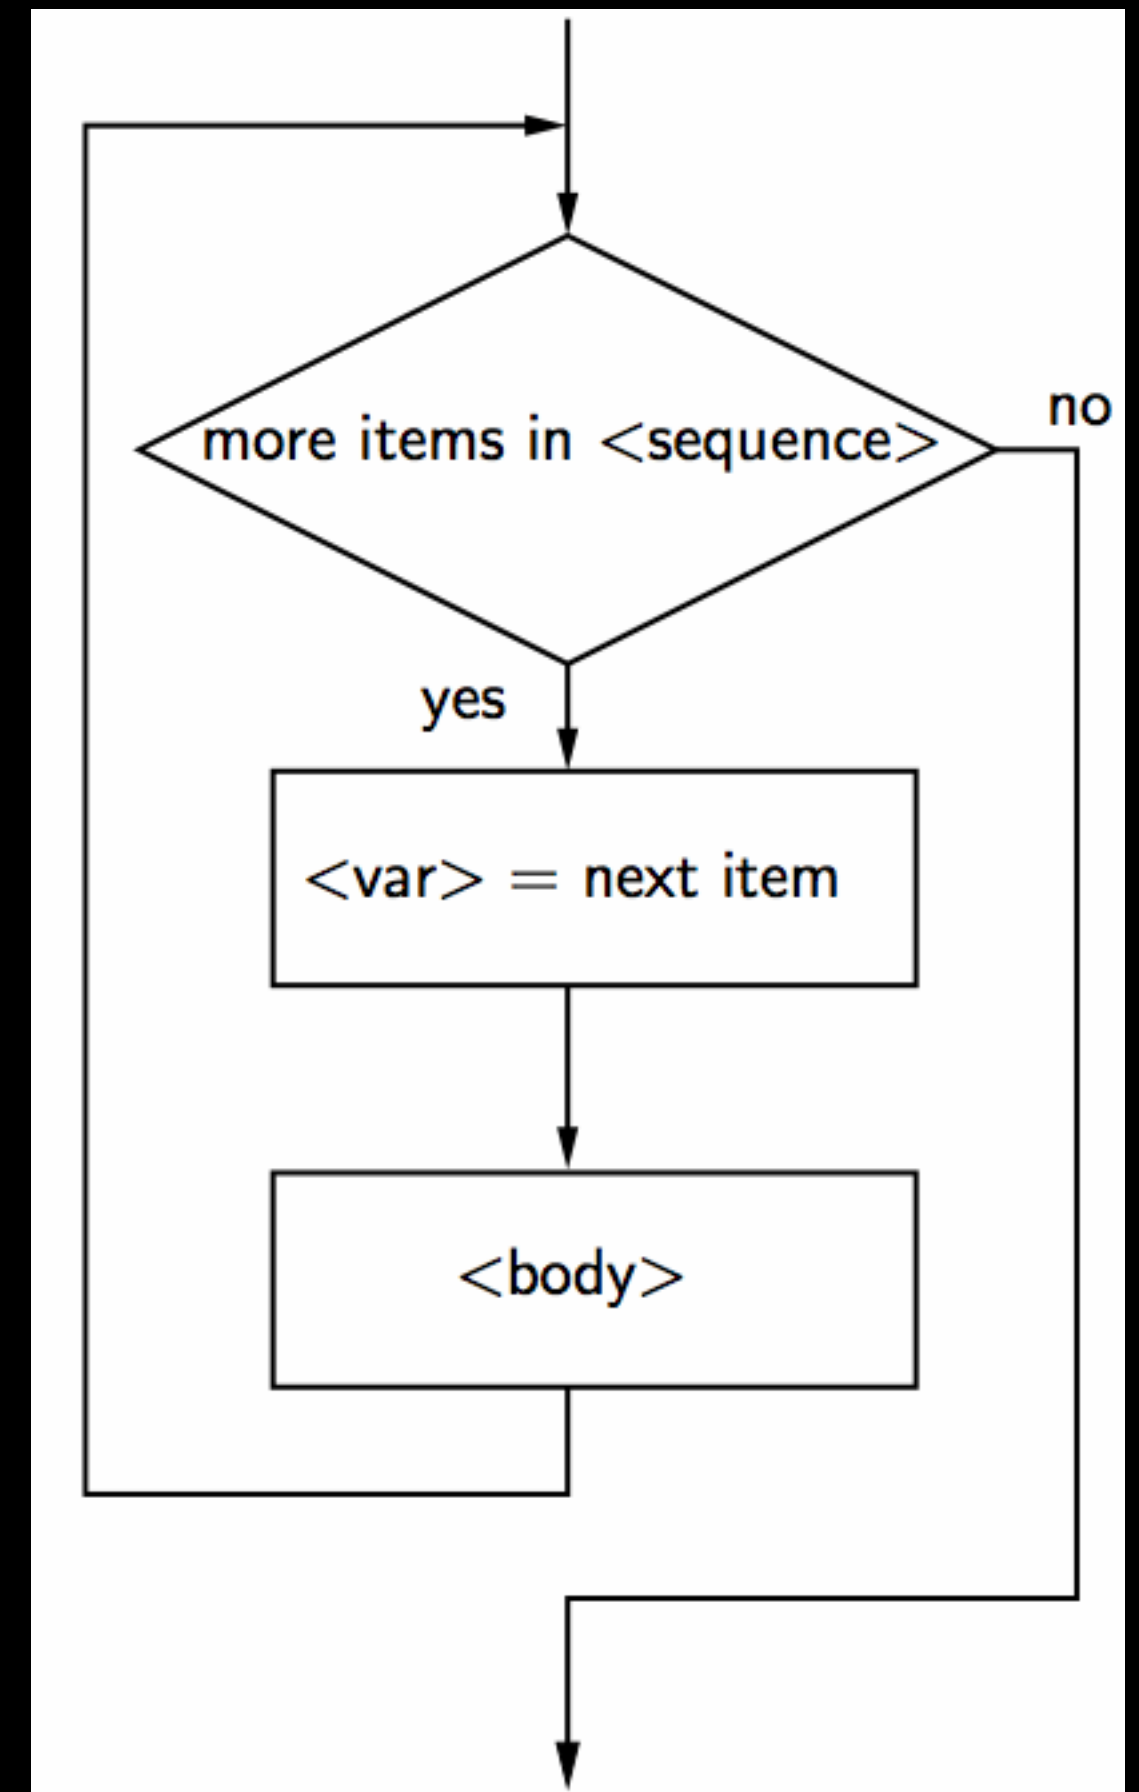 no
more items in <sequence>
yes
<var> = next item
<body>